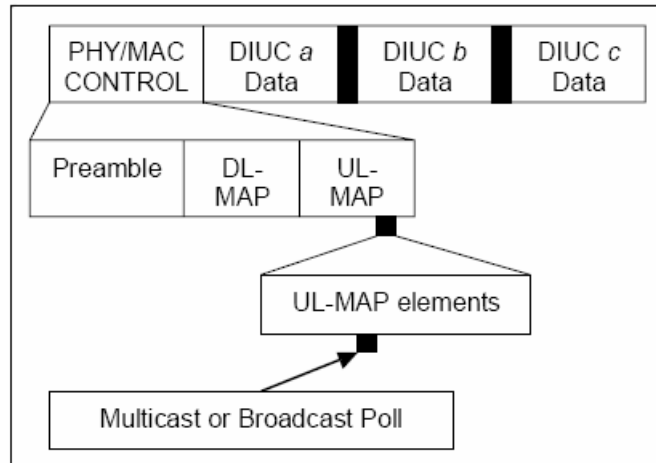 PHY/MAC
CONTROL
DIUC a
Data
DIUC b
Data
DIUC c
Data
Preamble
DL-
MAP
UL-
MAP
UL-MAP elements
Multicast or Broadcast Poll